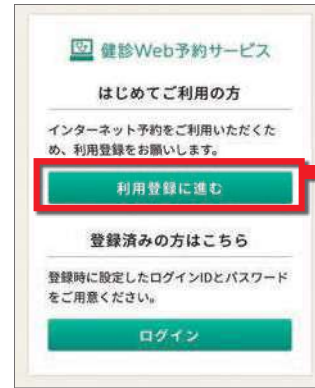 健診Web予約サービス
はじめてご利用の方
インターネット予約をご利用いただくた
め、利用登録をお願いします。
利用登録に進む
登録済みの方はこちら
登録時に設定したログインIDとパスワード
をご用意ください。
ログイン